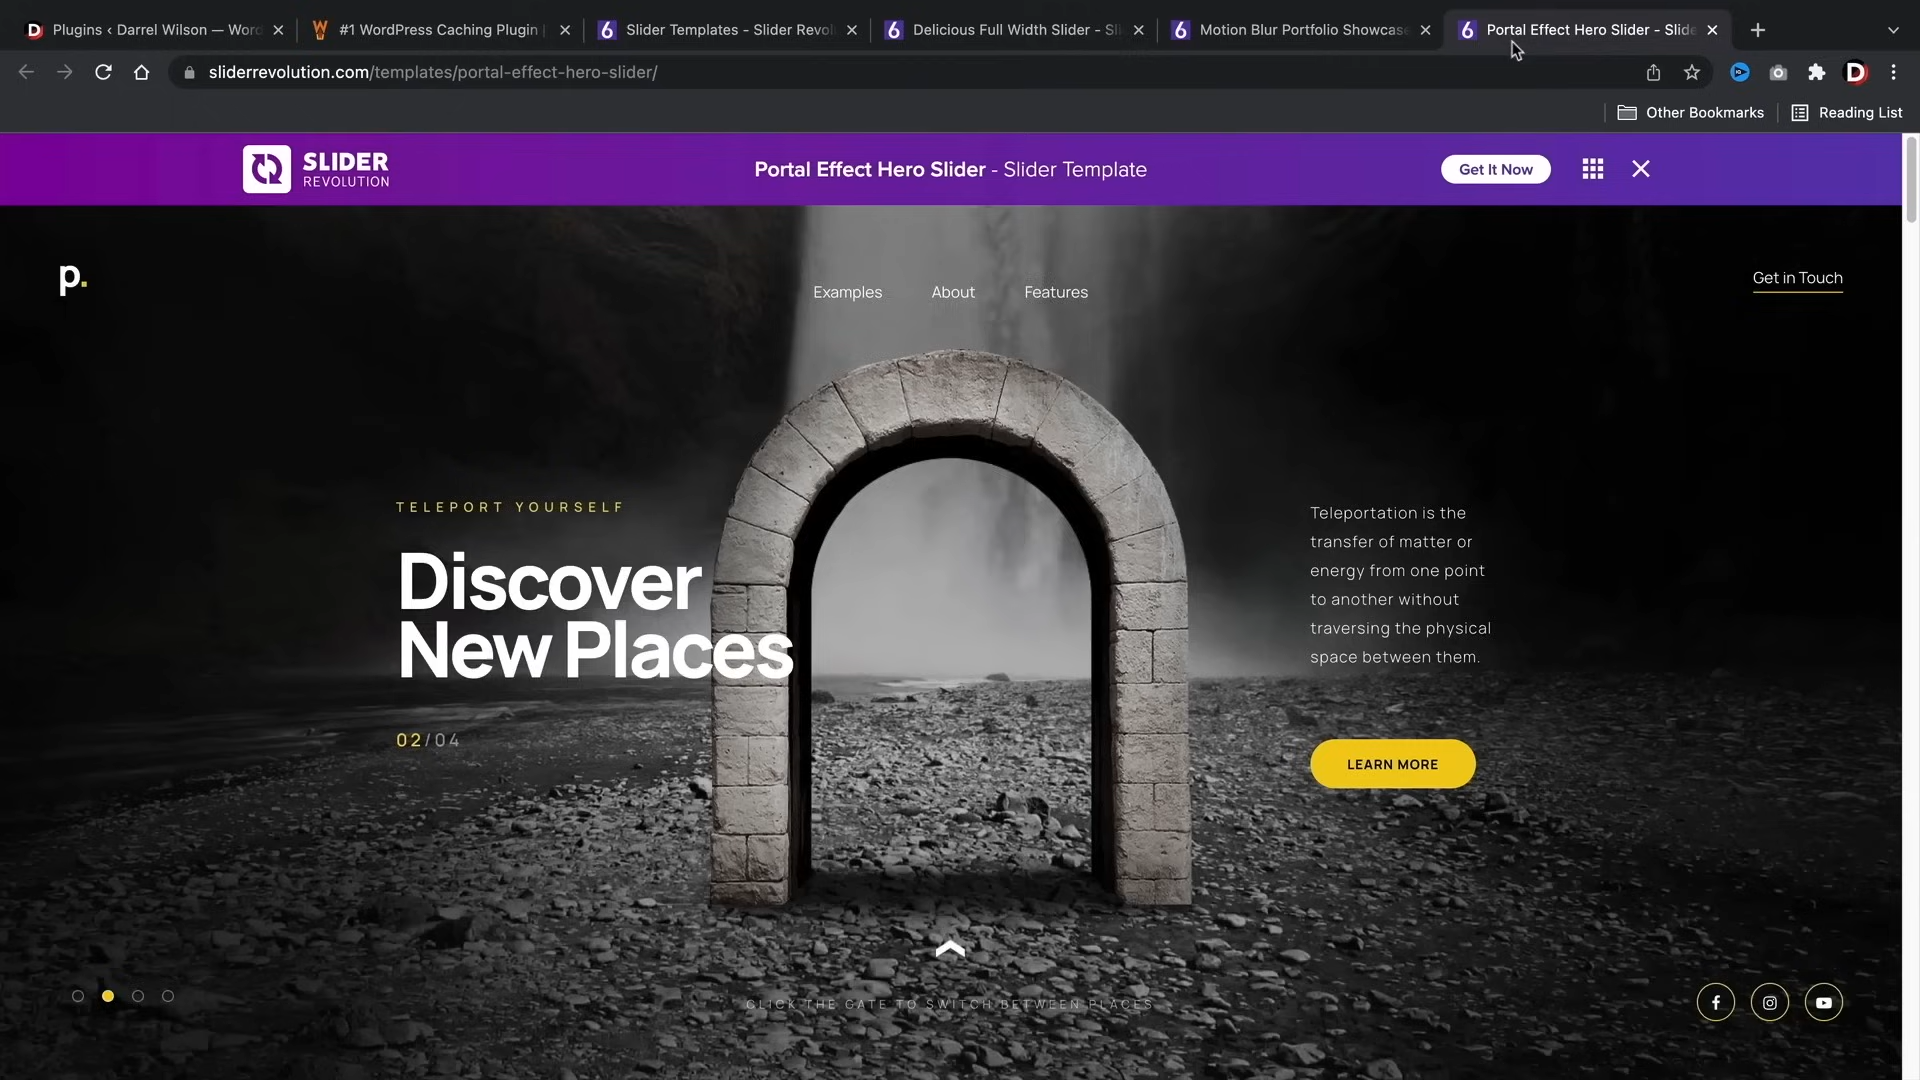 Plugins ‹ Darrel Wilson — Word
#1 WordPress Caching Plugin |
Slider Templates - Slider Revol
Delicious Full Width Slider - Sli
Motion Blur Portfolio Showcase
Portal Effect Hero Slider - Slide
sliderrevolution.com/templates/portal-effect-hero-slider/
Other Bookmarks
Reading List
SLIDER
REVOLUTION
Portal Effect Hero Slider - Slider Template
Get It Now
p.
Examples
About
Features
Get in Touch
TELEPORT YOURSELF
Discover
New Places
02/04
Teleportation is the
transfer of matter or
energy from one point
to another without
traversing the physical
space between them.
LEARN MORE
CLICK THE GATE TO SWITCH BETWEEN PLACES